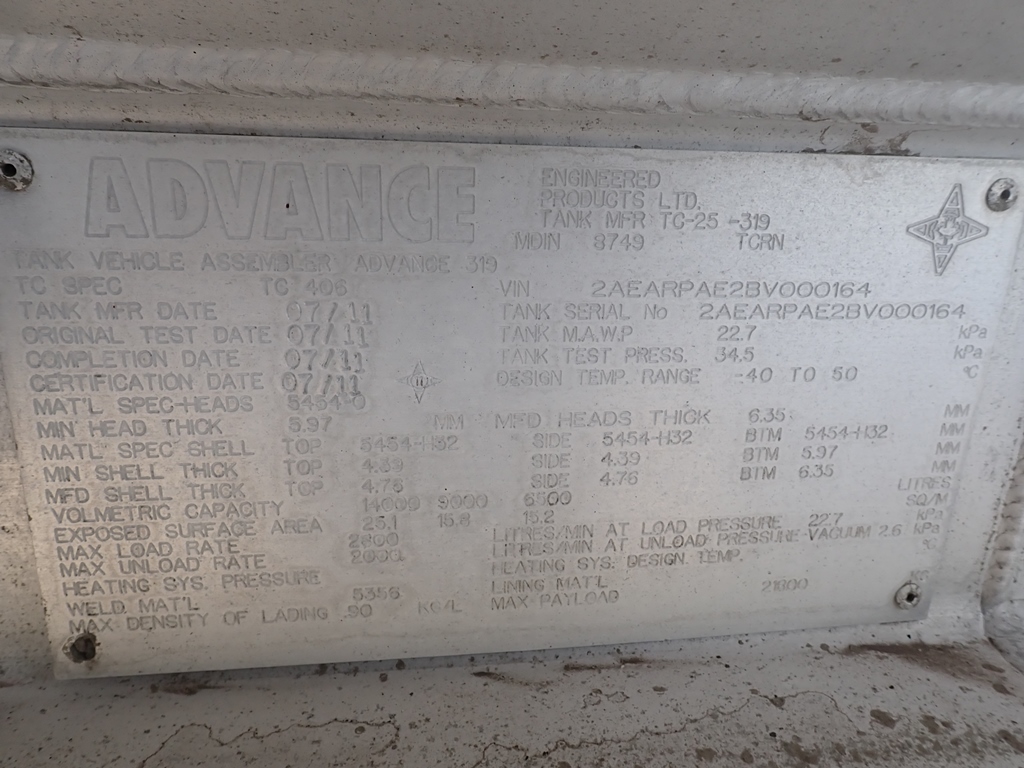 ADVANCE
ENGINEERED
PRODUCTS LTD.
TANK MFR TC-25 -319
MDIN 8749 TCRN
TANK VEHICLE ASSEMBLER ADVANCE 319
TC SPEC TC 406 VIN 2AEARPAE2BV000164
TANK MFR DATE 07/11 TANK SERIAL No 2AEARPAE2BV000164
ORIGINAL TEST DATE 07/11 TANK M.A.W.P 22.7 kPa
COMPLETION DATE 07/11 TANK TEST PRESS. 34.5 kPa
CERTIFICATION DATE 07/11 DESIGN TEMP. RANGE -40 TO 50 °C
MAT'L SPEC-HEADS 5454-0
MIN HEAD THICK 5.97 MM MFD HEADS THICK 6.35 MM
MATL SPEC SHELL TOP 5454-H32 SIDE 5454-H32 BTM 5454-H32 MM
MIN SHELL THICK TOP 4.39 SIDE 4.39 BTM 5.97 MM
MFD SHELL THICK TOP 4.76 SIDE 4.76 BTM 6.35 MM
VOLMETRIC CAPACITY 14000 9000 6500 LITRES
EXPOSED SURFACE AREA 25.1 15.8 15.2 SQ/M
MAX LOAD RATE 2800 LITRES/MIN AT LOAD PRESSURE 22.7 kPa
MAX UNLOAD RATE 2000 LITRES/MIN AT UNLOAD PRESSURE-VACUUM 2.6 kPa
HEATING SYS. PRESSURE HEATING SYS. DESIGN TEMP. °C
WELD MAT'L 5356 LINING MAT'L
MAX DENSITY OF LADING .90 KG/L MAX PAYLOAD